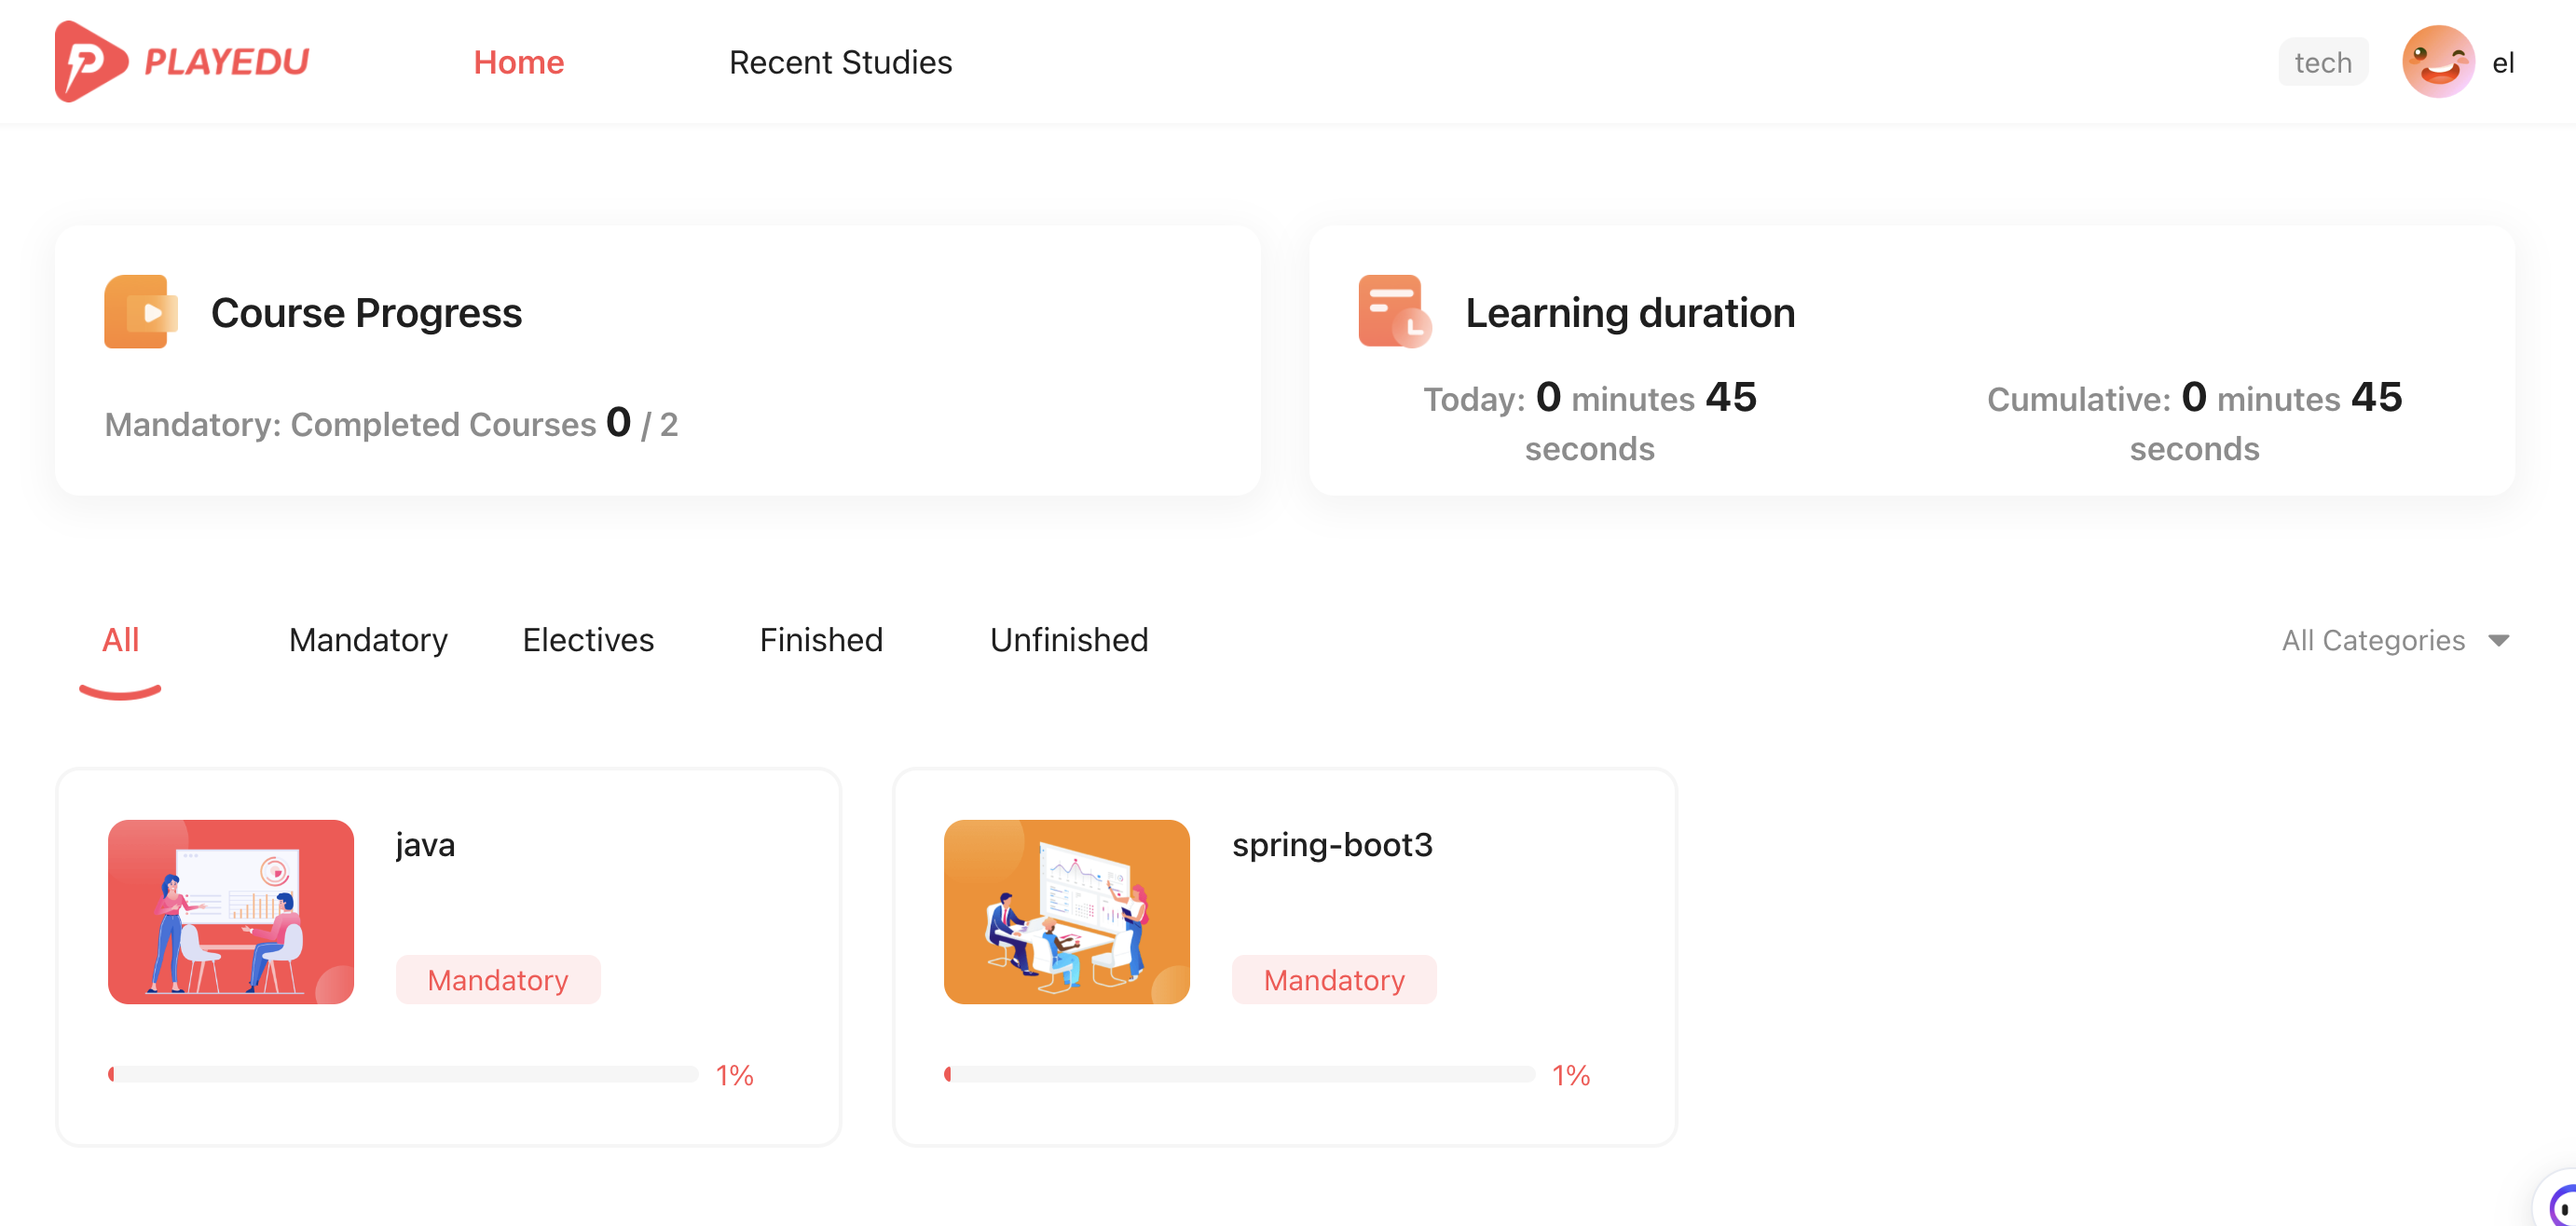 PLAYEDU
Home
Recent Studies
tech
el
Course Progress
Mandatory: Completed Courses 0 / 2
Learning duration
Today: 0 minutes 45
seconds
Cumulative: 0 minutes 45
seconds
All
Mandatory
Electives
Finished
Unfinished
All Categories
java
Mandatory
1%
spring-boot3
Mandatory
1%